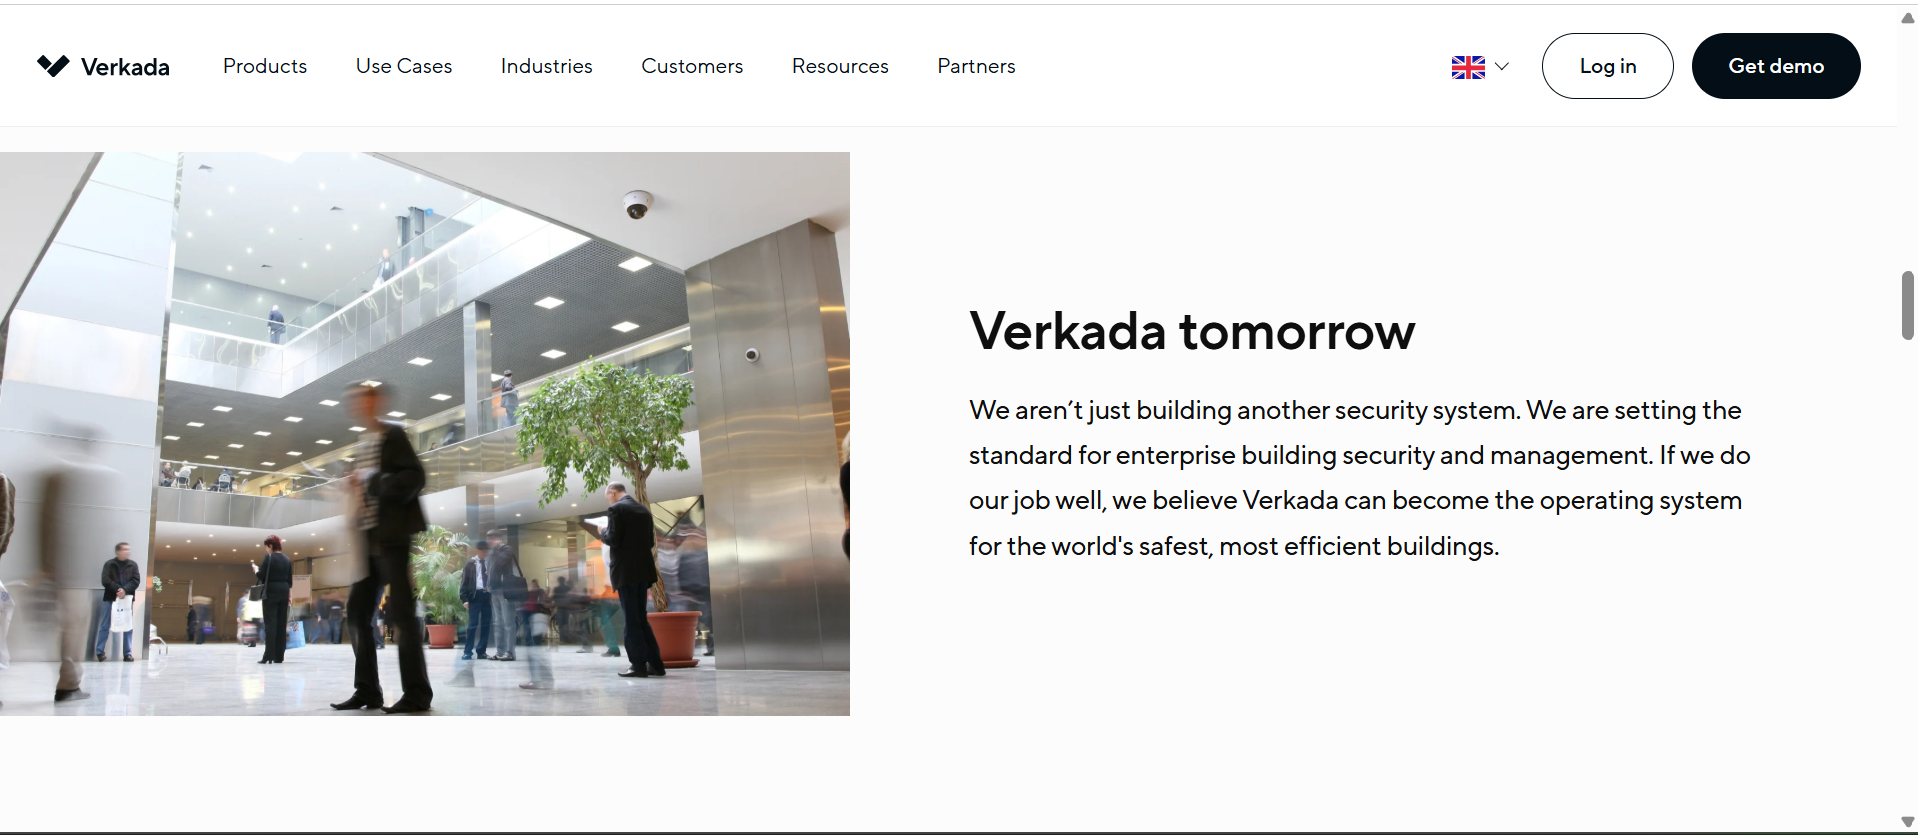 Verkada
Products
Use Cases
Industries
Customers
Resources
Partners
Log in
Get demo
Verkada tomorrow
We aren’t just building another security system. We are setting the
standard for enterprise building security and management. If we do
our job well, we believe Verkada can become the operating system
for the world's safest, most efficient buildings.